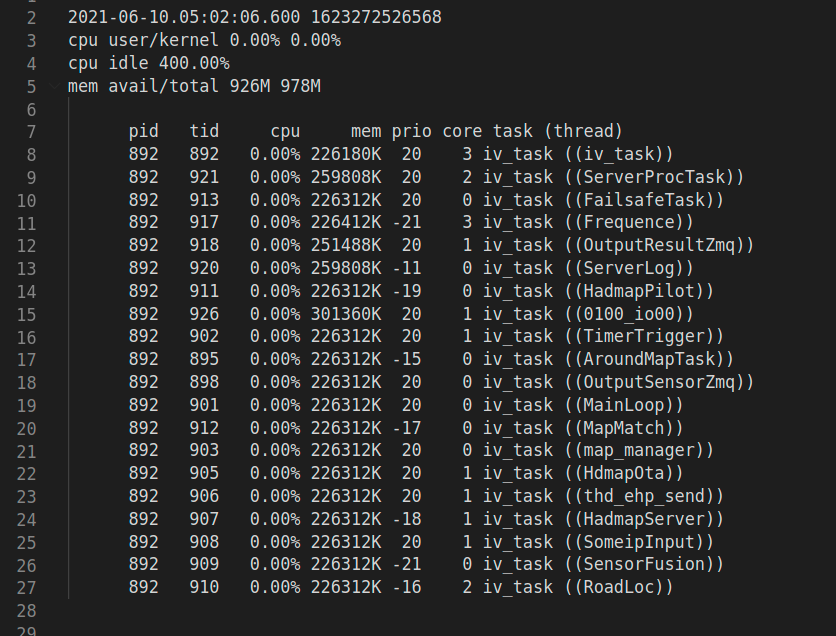 2 2021-06-10.05:02:06.600 1623272526568
3 cpu user/kernel 0.00% 0.00%
4 cpu idle 400.00%
5 mem avail/total 926M 978M
6
7 pid tid cpu mem prio core task (thread)
8 892 892 0.00% 226180K 20 3 iv_task ((iv_task))
9 892 921 0.00% 259808K 20 2 iv_task ((ServerProcTask))
10 892 913 0.00% 226312K 20 0 iv_task ((FailsafeTask))
11 892 917 0.00% 226412K -21 3 iv_task ((Frequence))
12 892 918 0.00% 251488K 20 1 iv_task ((OutputResultZmq))
13 892 920 0.00% 259808K -11 0 iv_task ((ServerLog))
14 892 911 0.00% 226312K -19 0 iv_task ((HadmapPilot))
15 892 926 0.00% 301360K 20 1 iv_task ((0100_io00))
16 892 902 0.00% 226312K 20 1 iv_task ((TimerTrigger))
17 892 895 0.00% 226312K -15 0 iv_task ((AroundMapTask))
18 892 898 0.00% 226312K 20 0 iv_task ((OutputSensorZmq))
19 892 901 0.00% 226312K 20 0 iv_task ((MainLoop))
20 892 912 0.00% 226312K -17 0 iv_task ((MapMatch))
21 892 903 0.00% 226312K 20 0 iv_task ((map_manager))
22 892 905 0.00% 226312K 20 1 iv_task ((HdmapOta))
23 892 906 0.00% 226312K 20 1 iv_task ((thd_ehp_send))
24 892 907 0.00% 226312K -18 1 iv_task ((HadmapServer))
25 892 908 0.00% 226312K 20 1 iv_task ((SomeipInput))
26 892 909 0.00% 226312K -21 0 iv_task ((SensorFusion))
27 892 910 0.00% 226312K -16 2 iv_task ((RoadLoc))
28
29